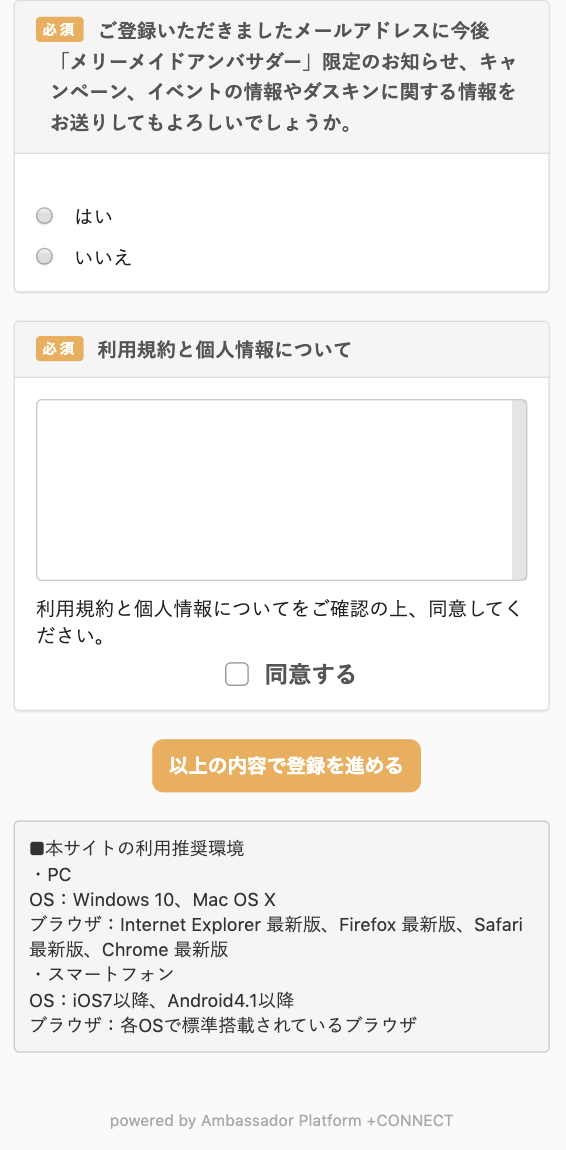 必須 ご登録いただきましたメールアドレスに今後
「メリーメイドアンバサダー」限定のお知らせ、キャ
ンペーン、イベントの情報やダスキンに関する情報を
お送りしてもよろしいでしょうか。
はい
いいえ
必須 利用規約と個人情報について
利用規約と個人情報についてをご確認の上、同意してく
ださい。
同意する
以上の内容で登録を進める
■本サイトの利用推奨環境
・PC
OS：Windows 10、Mac OS X
ブラウザ：Internet Explorer 最新版、Firefox 最新版、Safari
最新版、Chrome 最新版
・スマートフォン
OS：iOS7以降、Android4.1以降
ブラウザ：各OSで標準搭載されているブラウザ
powered by Ambassador Platform +CONNECT